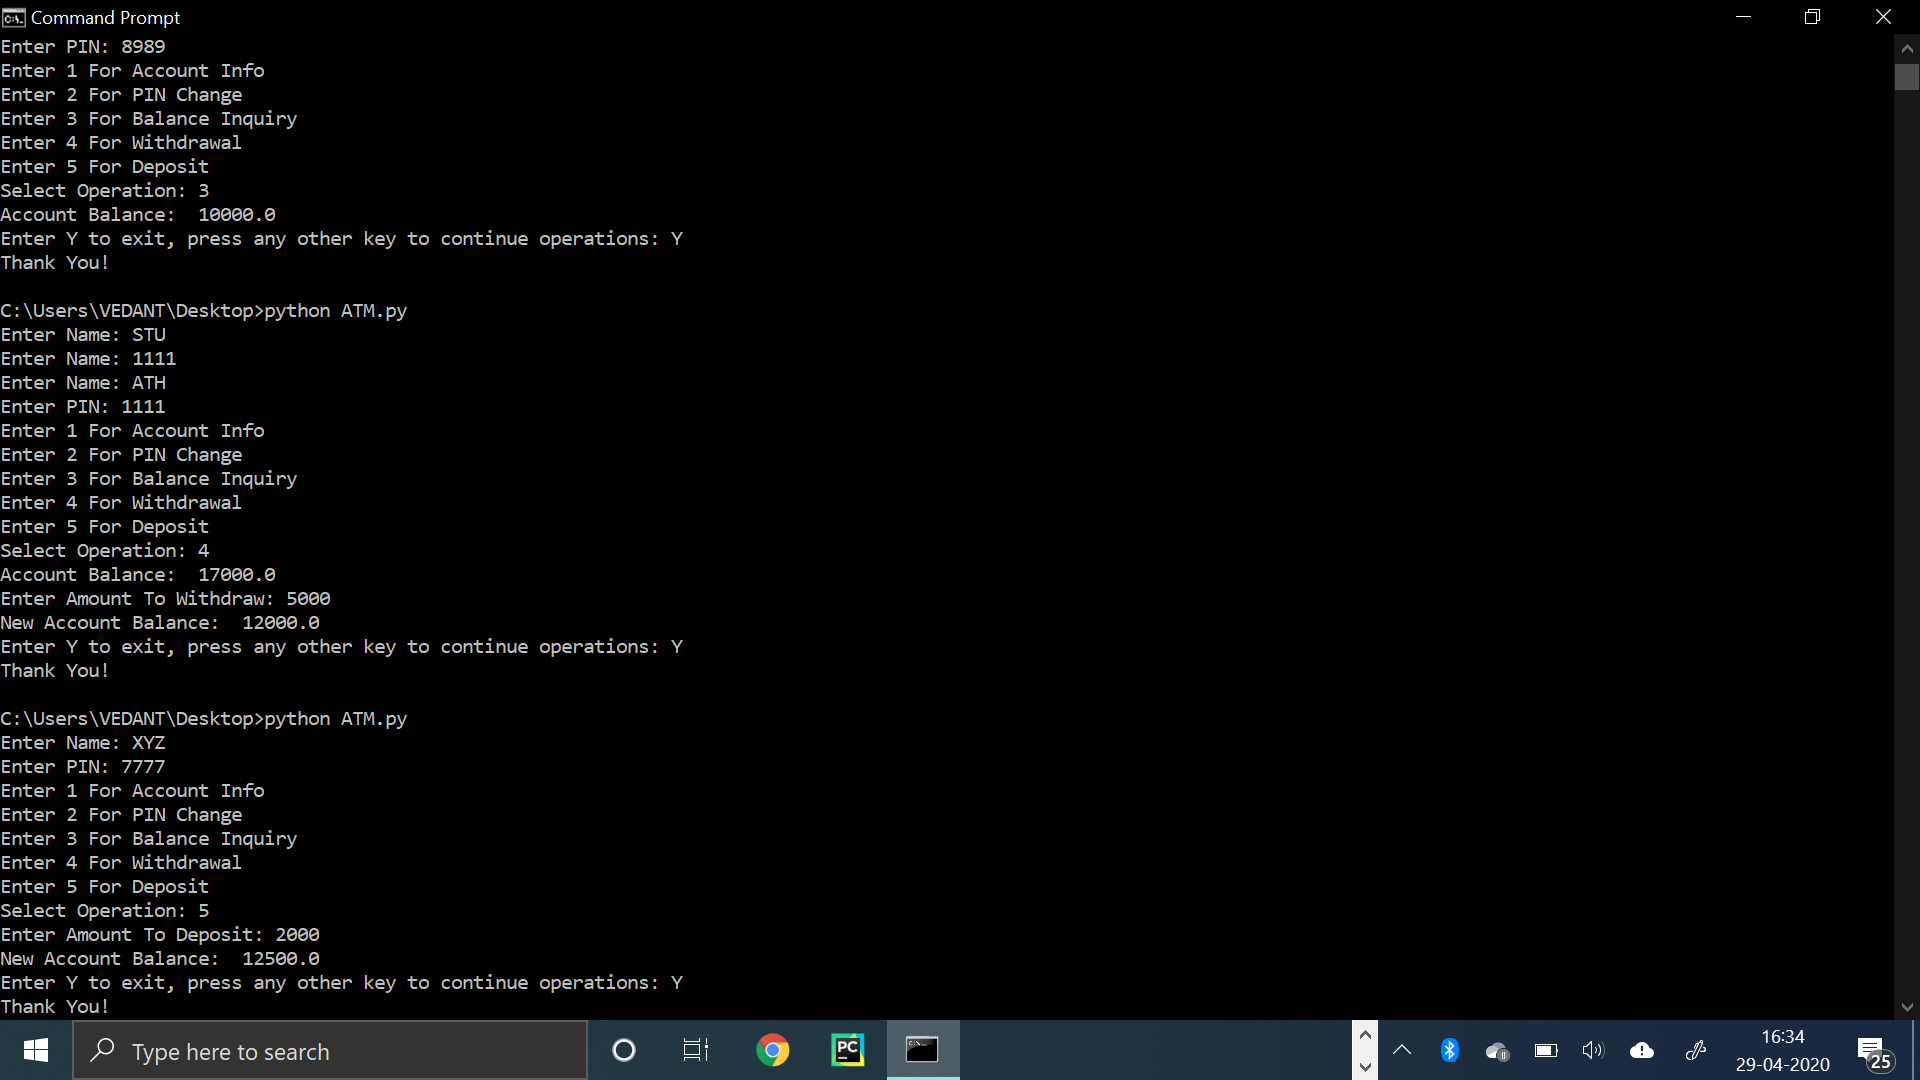 Command Prompt
Enter PIN: 8989
Enter 1 For Account Info
Enter 2 For PIN Change
Enter 3 For Balance Inquiry
Enter 4 For Withdrawal
Enter 5 For Deposit
Select Operation: 3
Account Balance:  10000.0
Enter Y to exit, press any other key to continue operations: Y
Thank You!

C:\Users\VEDANT\Desktop>python ATM.py
Enter Name: STU
Enter Name: 1111
Enter Name: ATH
Enter PIN: 1111
Enter 1 For Account Info
Enter 2 For PIN Change
Enter 3 For Balance Inquiry
Enter 4 For Withdrawal
Enter 5 For Deposit
Select Operation: 4
Account Balance:  17000.0
Enter Amount To Withdraw: 5000
New Account Balance:  12000.0
Enter Y to exit, press any other key to continue operations: Y
Thank You!

C:\Users\VEDANT\Desktop>python ATM.py
Enter Name: XYZ
Enter PIN: 7777
Enter 1 For Account Info
Enter 2 For PIN Change
Enter 3 For Balance Inquiry
Enter 4 For Withdrawal
Enter 5 For Deposit
Select Operation: 5
Enter Amount To Deposit: 2000
New Account Balance:  12500.0
Enter Y to exit, press any other key to continue operations: Y
Thank You!
Type here to search
PC
16:34
29-04-2020
25